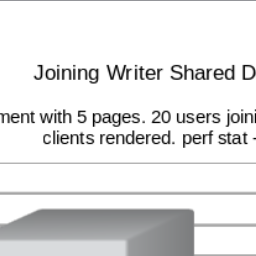 Joining Writer Shared D
ment with 5 pages. 20 users joini
clients rendered. perf stat -